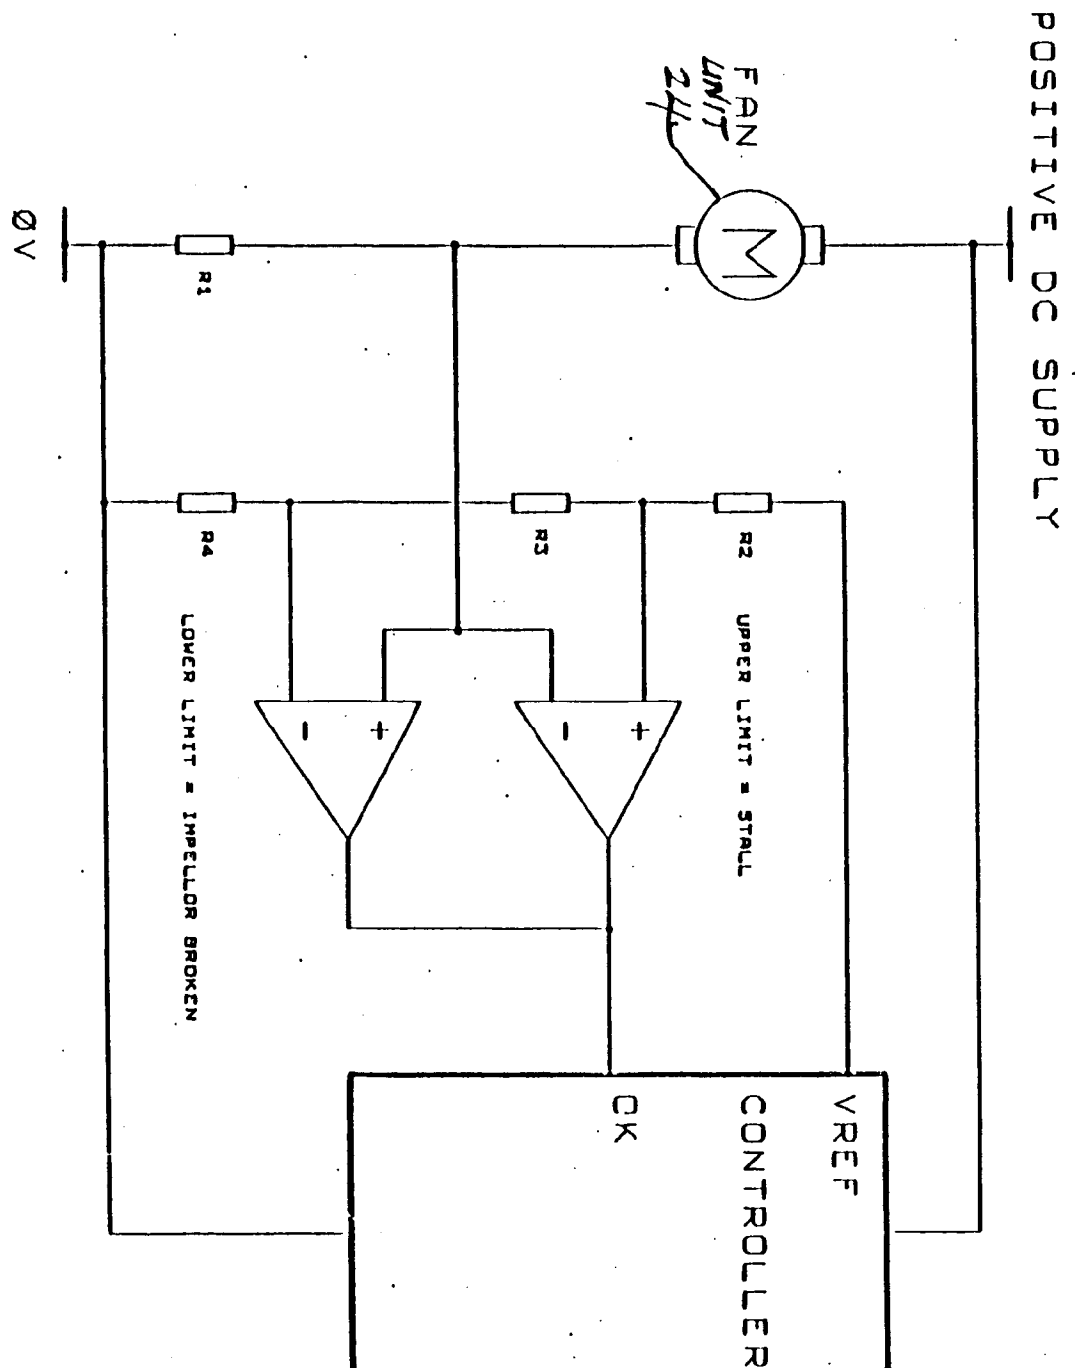 POSITIVE DC SUPPLY
FAN
UNIT
24
M
VREF
CONTROLLER
R2
UPPER LIMIT = STALL
+
-
OK
R3
+
-
R1
R4
LOWER LIMIT = IMPELLOR BROKEN
ØV